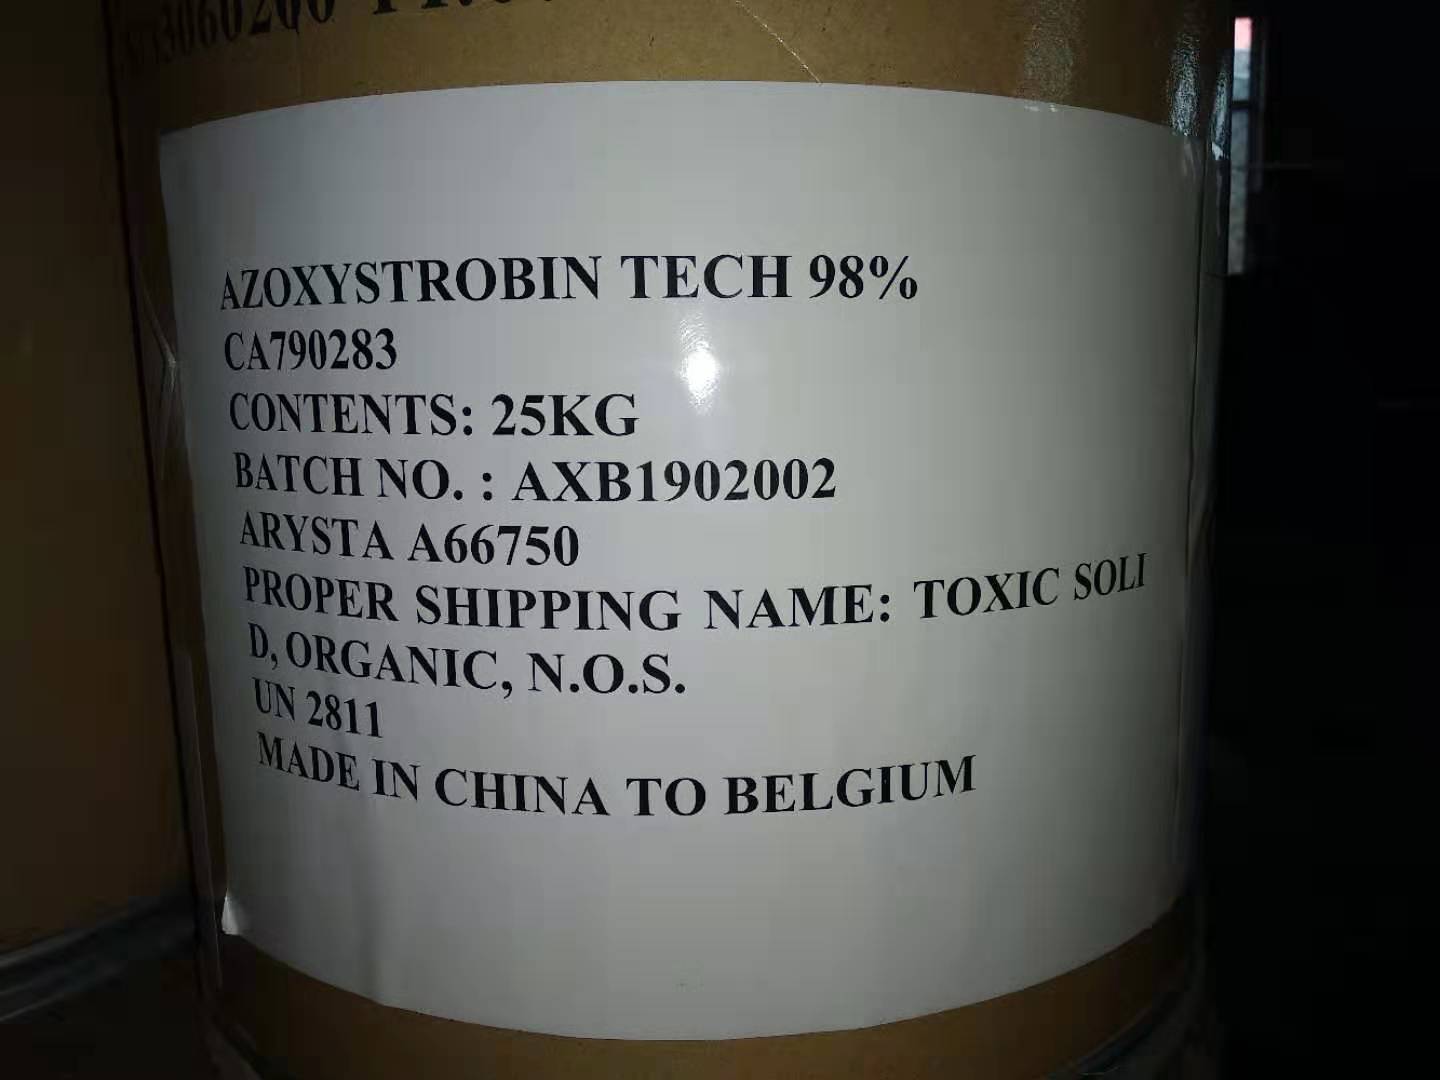 AZOXYSTROBIN TECH 98%
CA790283
CONTENTS: 25KG
BATCH NO. : AXB1902002
ARYSTA A66750
PROPER SHIPPING NAME: TOXIC SOLI
D, ORGANIC, N.O.S.
UN 2811
MADE IN CHINA TO BELGIUM